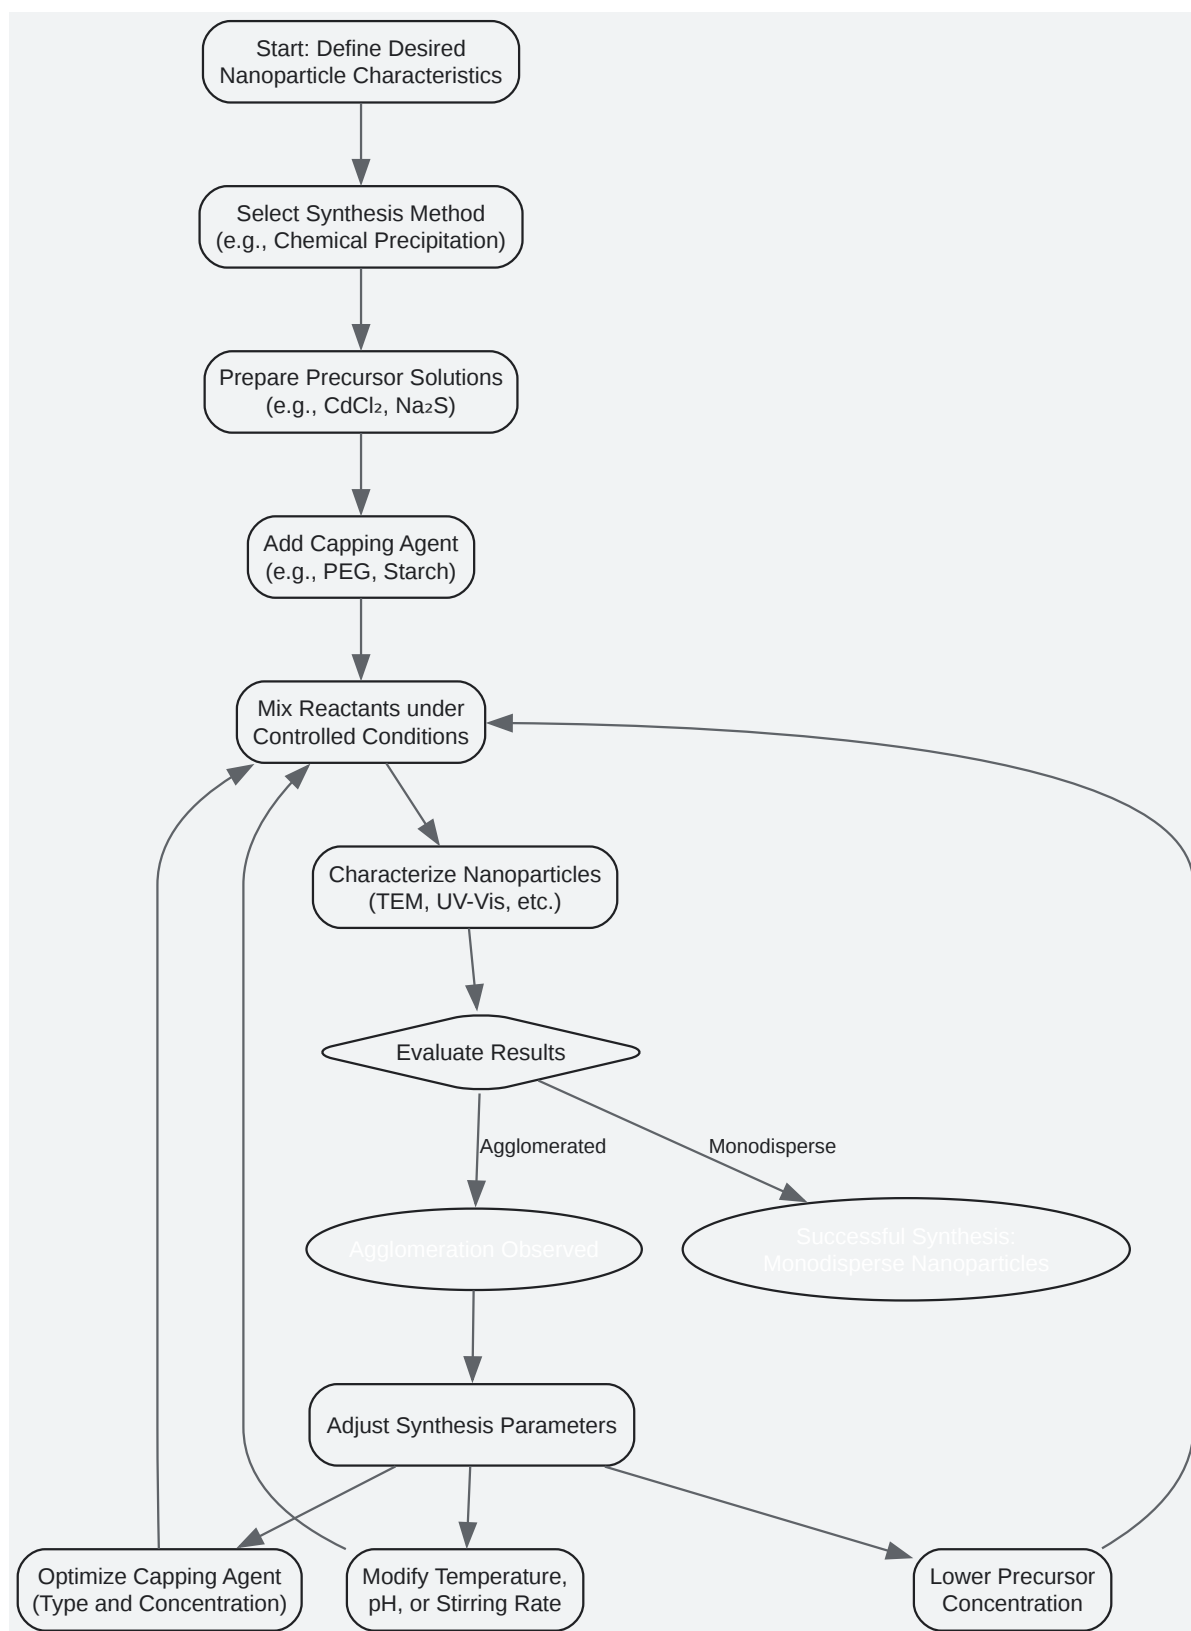 Start: Define Desired
Nanoparticle Characteristics
Select Synthesis Method
(e.g., Chemical Precipitation)
Prepare Precursor Solutions
(e.g., CdCl₂, Na₂S)
Add Capping Agent
(e.g., PEG, Starch)
Mix Reactants under
Controlled Conditions
Characterize Nanoparticles
(TEM, UV-Vis, etc.)
Evaluate Results
Agglomerated
Monodisperse
Agglomeration Observed
Successful Synthesis:
Monodisperse Nanoparticles
Adjust Synthesis Parameters
Optimize Capping Agent
(Type and Concentration)
Modify Temperature,
pH, or Stirring Rate
Lower Precursor
Concentration